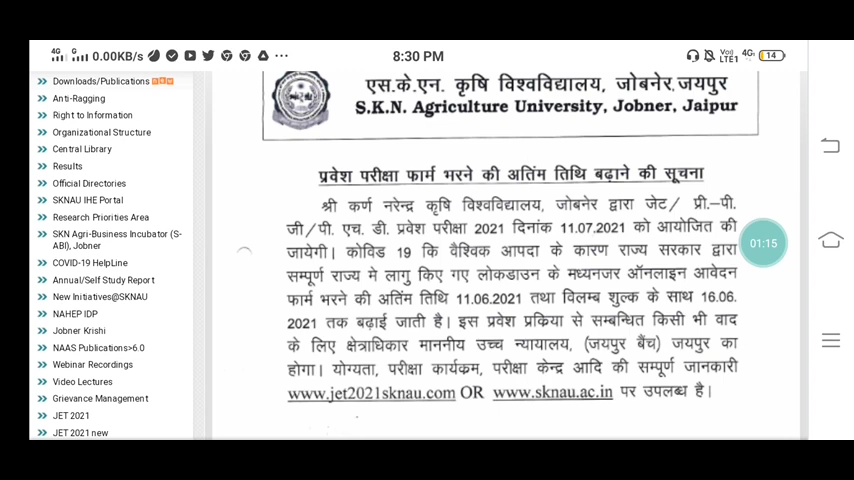 4G G 0.00KB/s 8:30 PM Vo) LTE1 4G 14
Downloads/Publications
Anti-Ragging
Right to Information
Organizational Structure
Central Library
Results
Official Directories
SKNAU IHE Portal
Research Priorities Area
SKN Agri-Business Incubator (S-
ABI), Jobner
COVID-19 HelpLine
Annual/Self Study Report
New Initiatives@SKNAU
NAHEP IDP
Jobner Krishi
NAAS Publications>6.0
Webinar Recordings
Video Lectures
Grievance Management
JET 2021
JET 2021 new
एस.के.एन. कृषि विश्वविद्यालय, जोबनेर, जयपुर
S.K.N. Agriculture University, Jobner, Jaipur
प्रवेश परीक्षा फार्म भरने की अतिंम तिथि बढ़ाने की सूचना
श्री कर्ण नरेन्द्र कृषि विश्वविद्यालय, जोबनेर द्वारा जेट/ प्री.–पी.
जी/पी. एच. डी. प्रवेश परीक्षा 2021 दिनांक 11.07.2021 को आयोजित की
जायेगी। कोविड 19 कि वैश्विक आपदा के कारण राज्य सरकार द्वारा
सम्पूर्ण राज्य मे लागु किए गए लोकडाउन के मध्यनजर ऑनलाइन आवेदन
फार्म भरने की अतिंम तिथि 11.06.2021 तथा विलम्ब शुल्क के साथ 16.06.
2021 तक बढ़ाई जाती है। इस प्रवेश प्रकिया से सम्बन्धित किसी भी वाद
के लिए क्षेत्राधिकार माननीय उच्च न्यायालय, (जयपुर बैंच) जयपुर का
होगा। योग्यता, परीक्षा कार्यक्रम, परीक्षा केन्द्र आदि की सम्पूर्ण जानकारी
www.jet2021sknau.com OR www.sknau.ac.in पर उपलब्ध है।
01:15